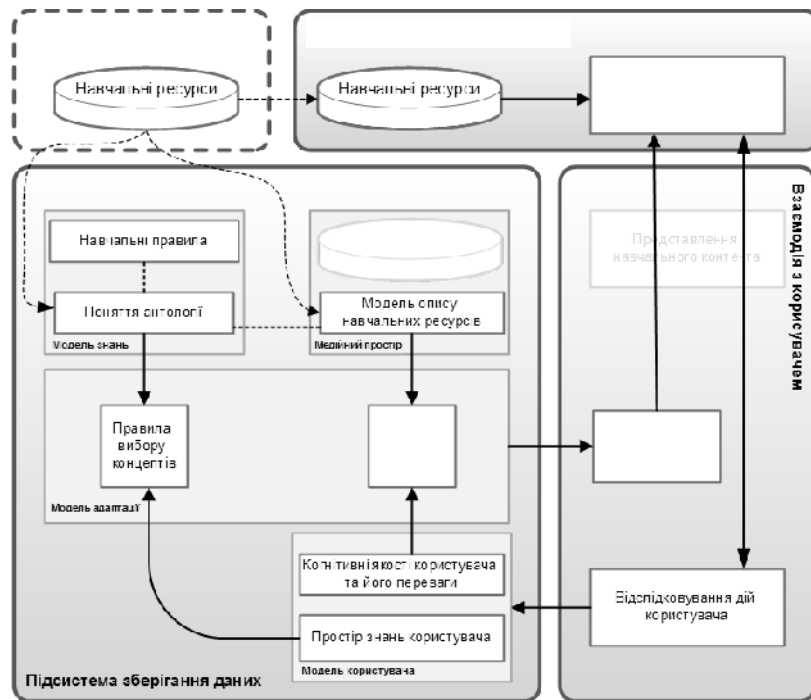 Навчальні ресурси
Навчальні ресурси
Навчальні правила
Поняття онтології
Модель знань
Модель опису
навчальних ресурсів
Медійний простір
Представлення
навчального контента
Взаємодія з користувачем
Правила
вибору
концептів
Модель адаптації
Когнитивні якості користувача
та його переваги
Простір знань користувача
Модель користувача
Відслідковування дій
користувача
Підсистема зберігання даних